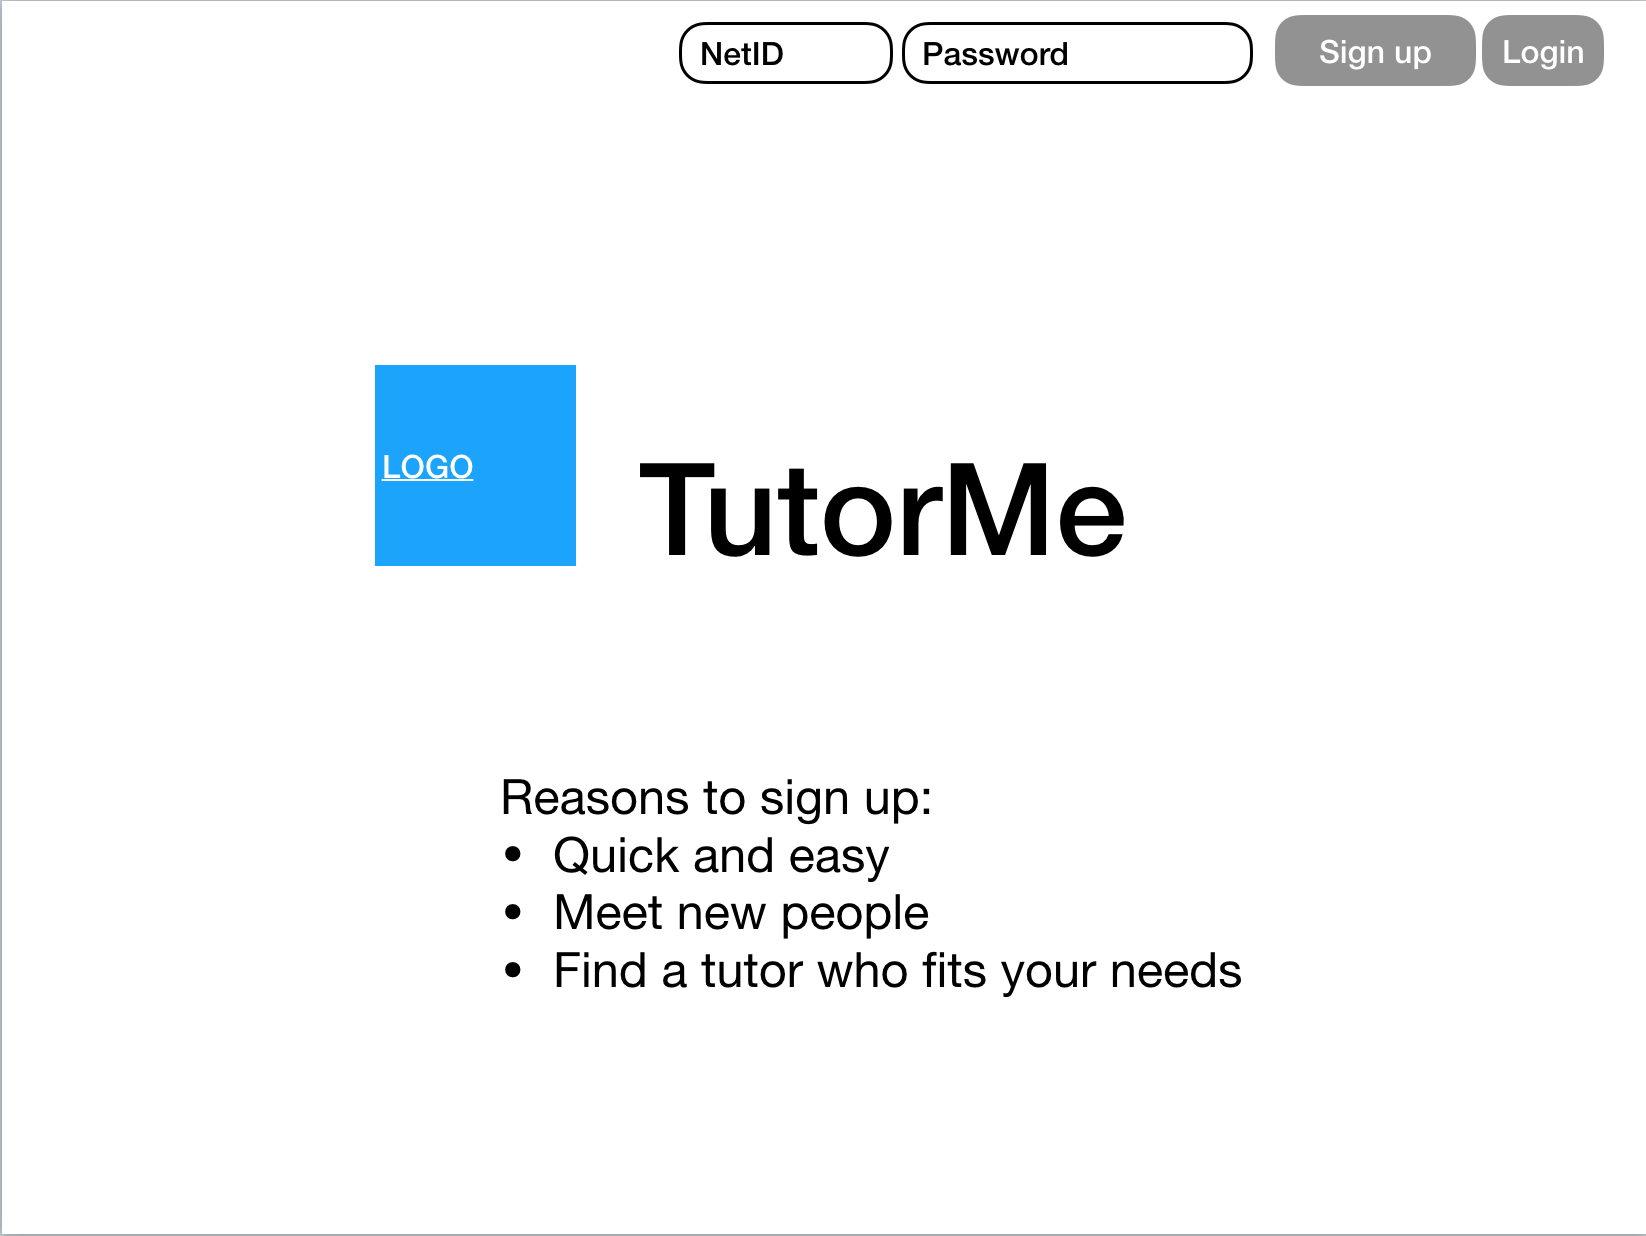 NetID Password Sign up Login
LOGO
TutorMe
Reasons to sign up:
• Quick and easy
• Meet new people
• Find a tutor who fits your needs